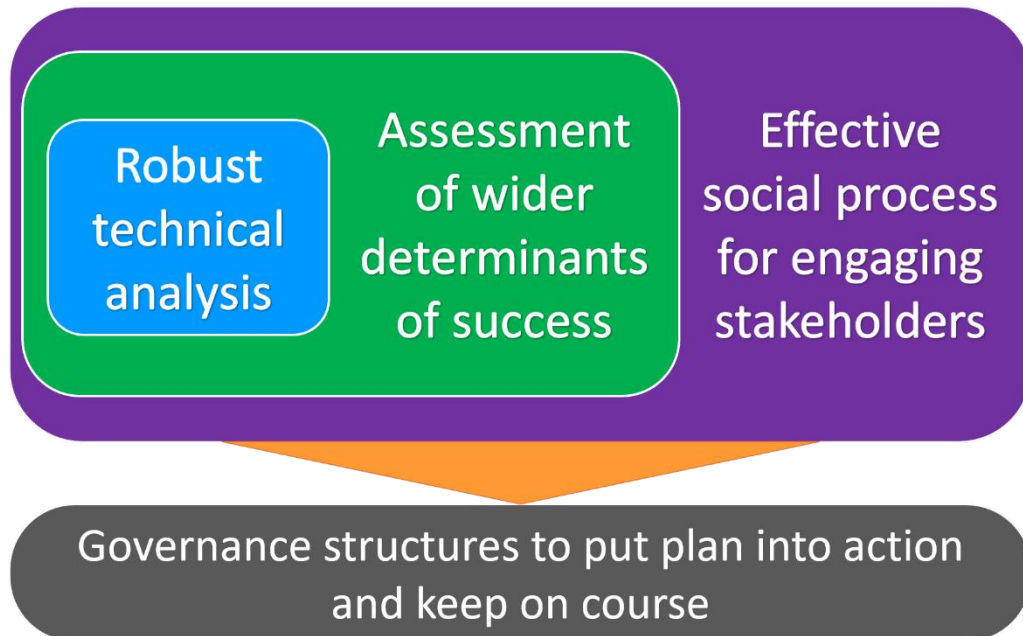 Robust
technical
analysis
Assessment
of wider
determinants
of success
Effective
social process
for engaging
stakeholders
Governance structures to put plan into action
and keep on course